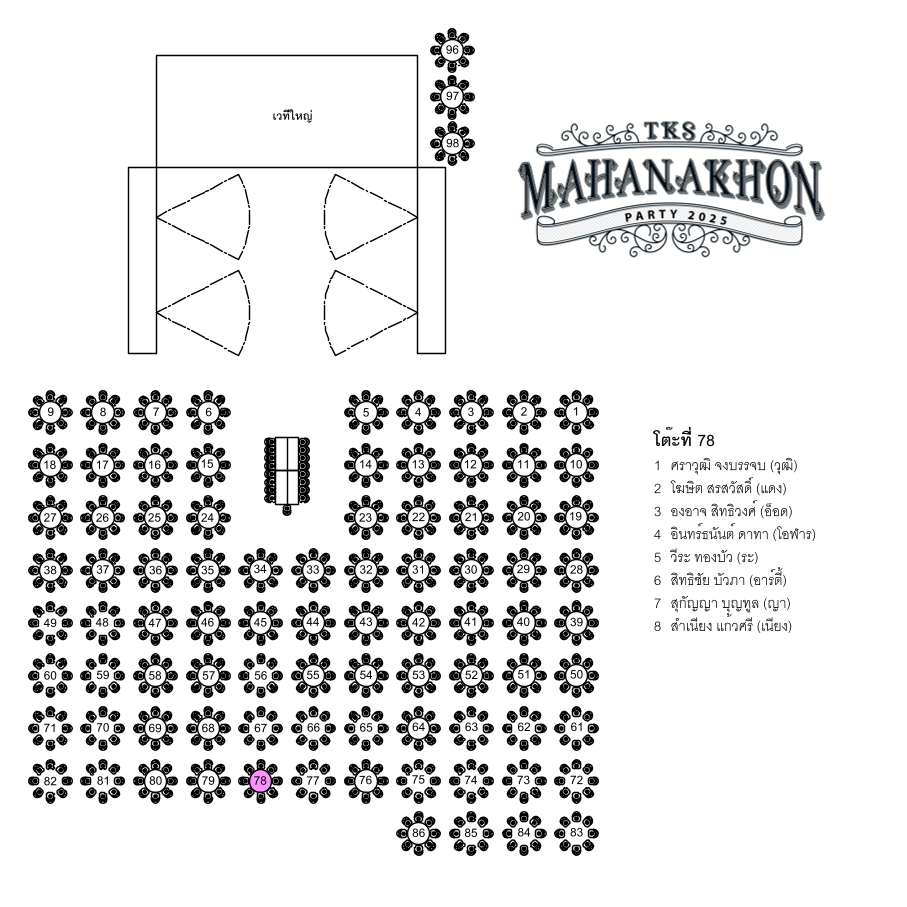 96
97
98
เวทีใหญ่
TKS
MAHANAKHON
PARTY 2025
9 8 7 6 5 4 3 2 1
18 17 16 15 14 13 12 11 10
27 26 25 24 23 22 21 20 19
38 37 36 35 34 33 32 31 30 29 28
49 48 47 46 45 44 43 42 41 40 39
60 59 58 57 56 55 54 53 52 51 50
71 70 69 68 67 66 65 64 63 62 61
82 81 80 79 78 77 76 75 74 73 72
86 85 84 83
โต๊ะที่ 78
1 ศราวุฒิ จงบรรจบ (วุฒิ)
2 โฆษิต สรสวัสดิ์ (แดง)
3 องอาจ สิทธิวงศ์ (อ็อด)
4 อินทร์ธนันต์ ดาทา (โอฬาร)
5 วีระ ทองบัว (ระ)
6 สิทธิชัย บัวภา (อาร์ตี้)
7 สุกัญญา บุญทูล (ญา)
8 สำเนียง แก้วศรี (เนียง)